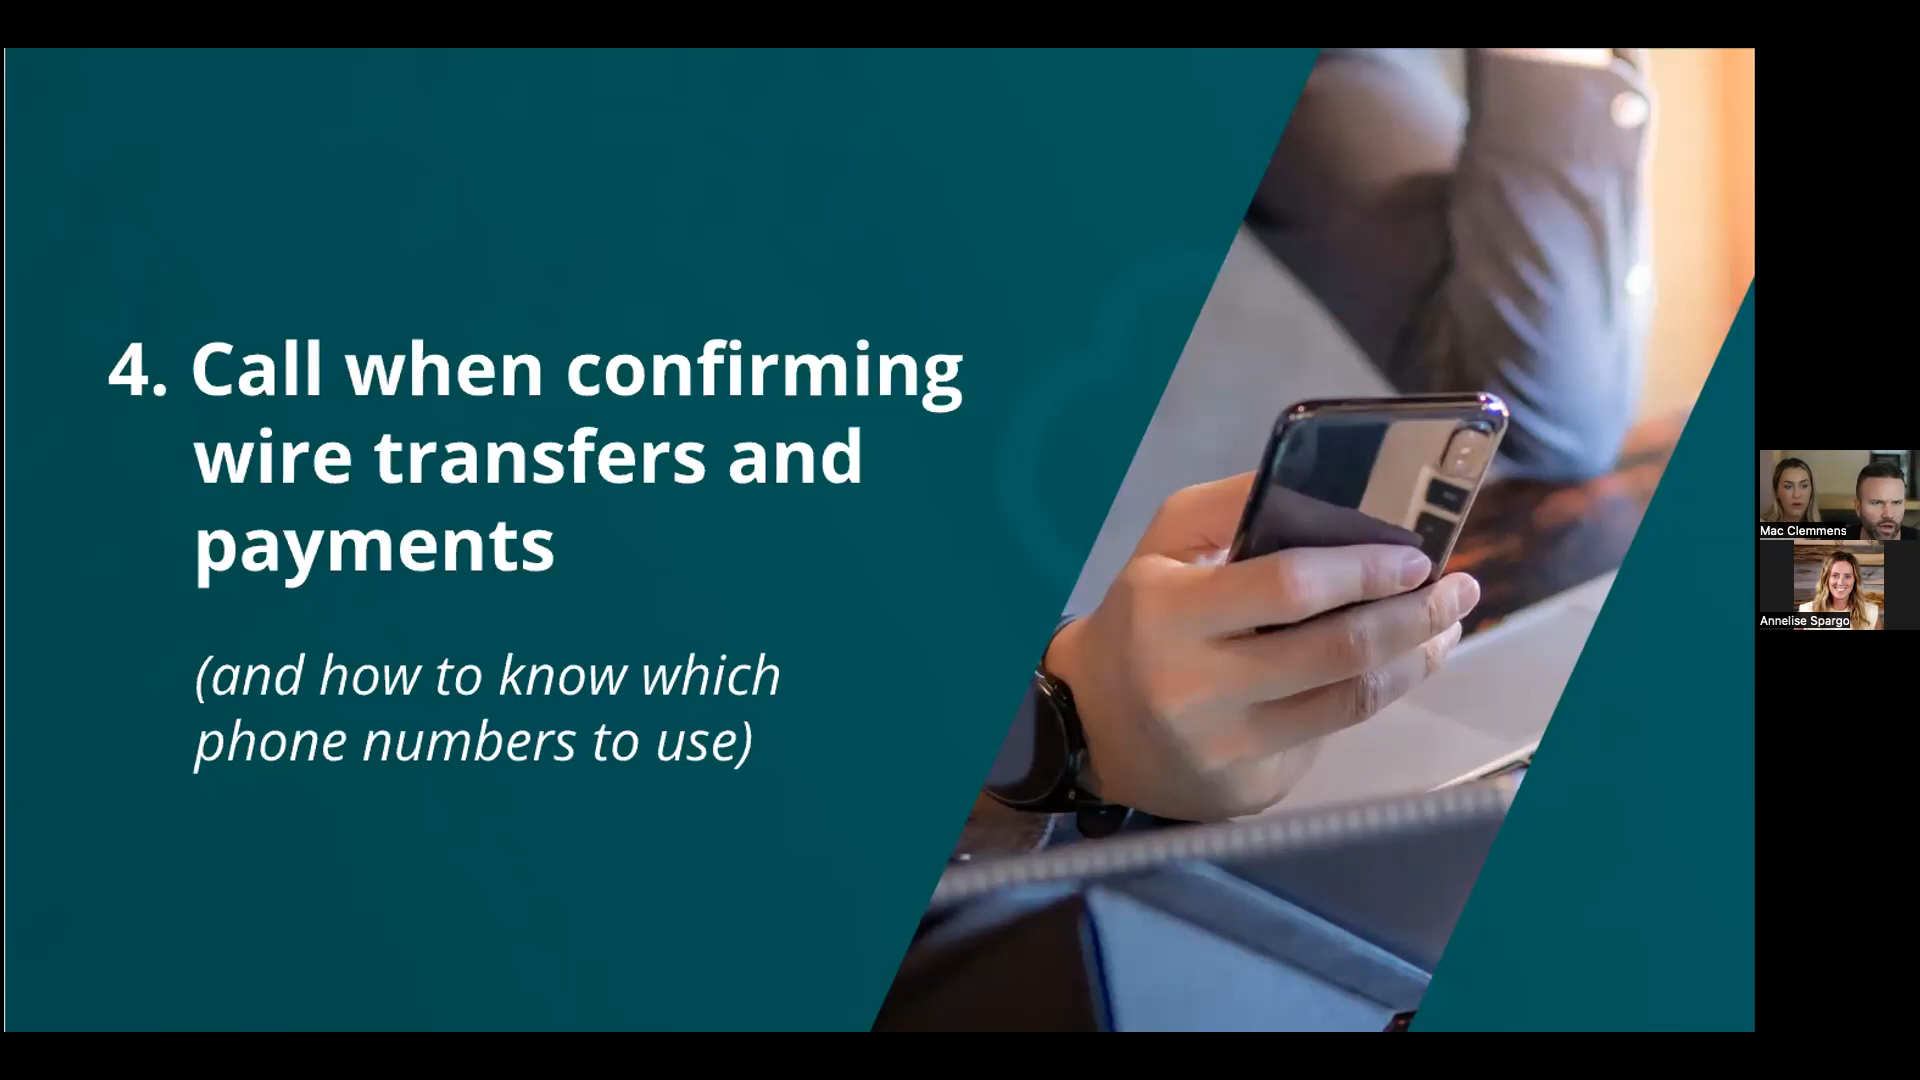 4. Call when confirming
wire transfers and
payments
(and how to know which
phone numbers to use)
Mac Clemmens
Annelise Spargo